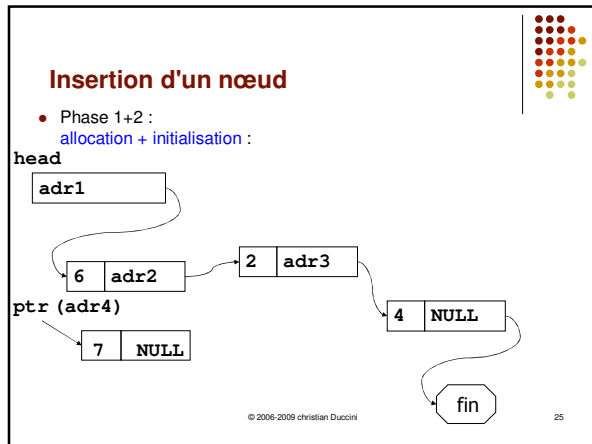 Insertion d'un nœud
• Phase 1+2 :
allocation + initialisation :
head
adr1
6 adr2
2 adr3
ptr (adr4)
4 NULL
7 NULL
fin
© 2006-2009 christian Duccini
25